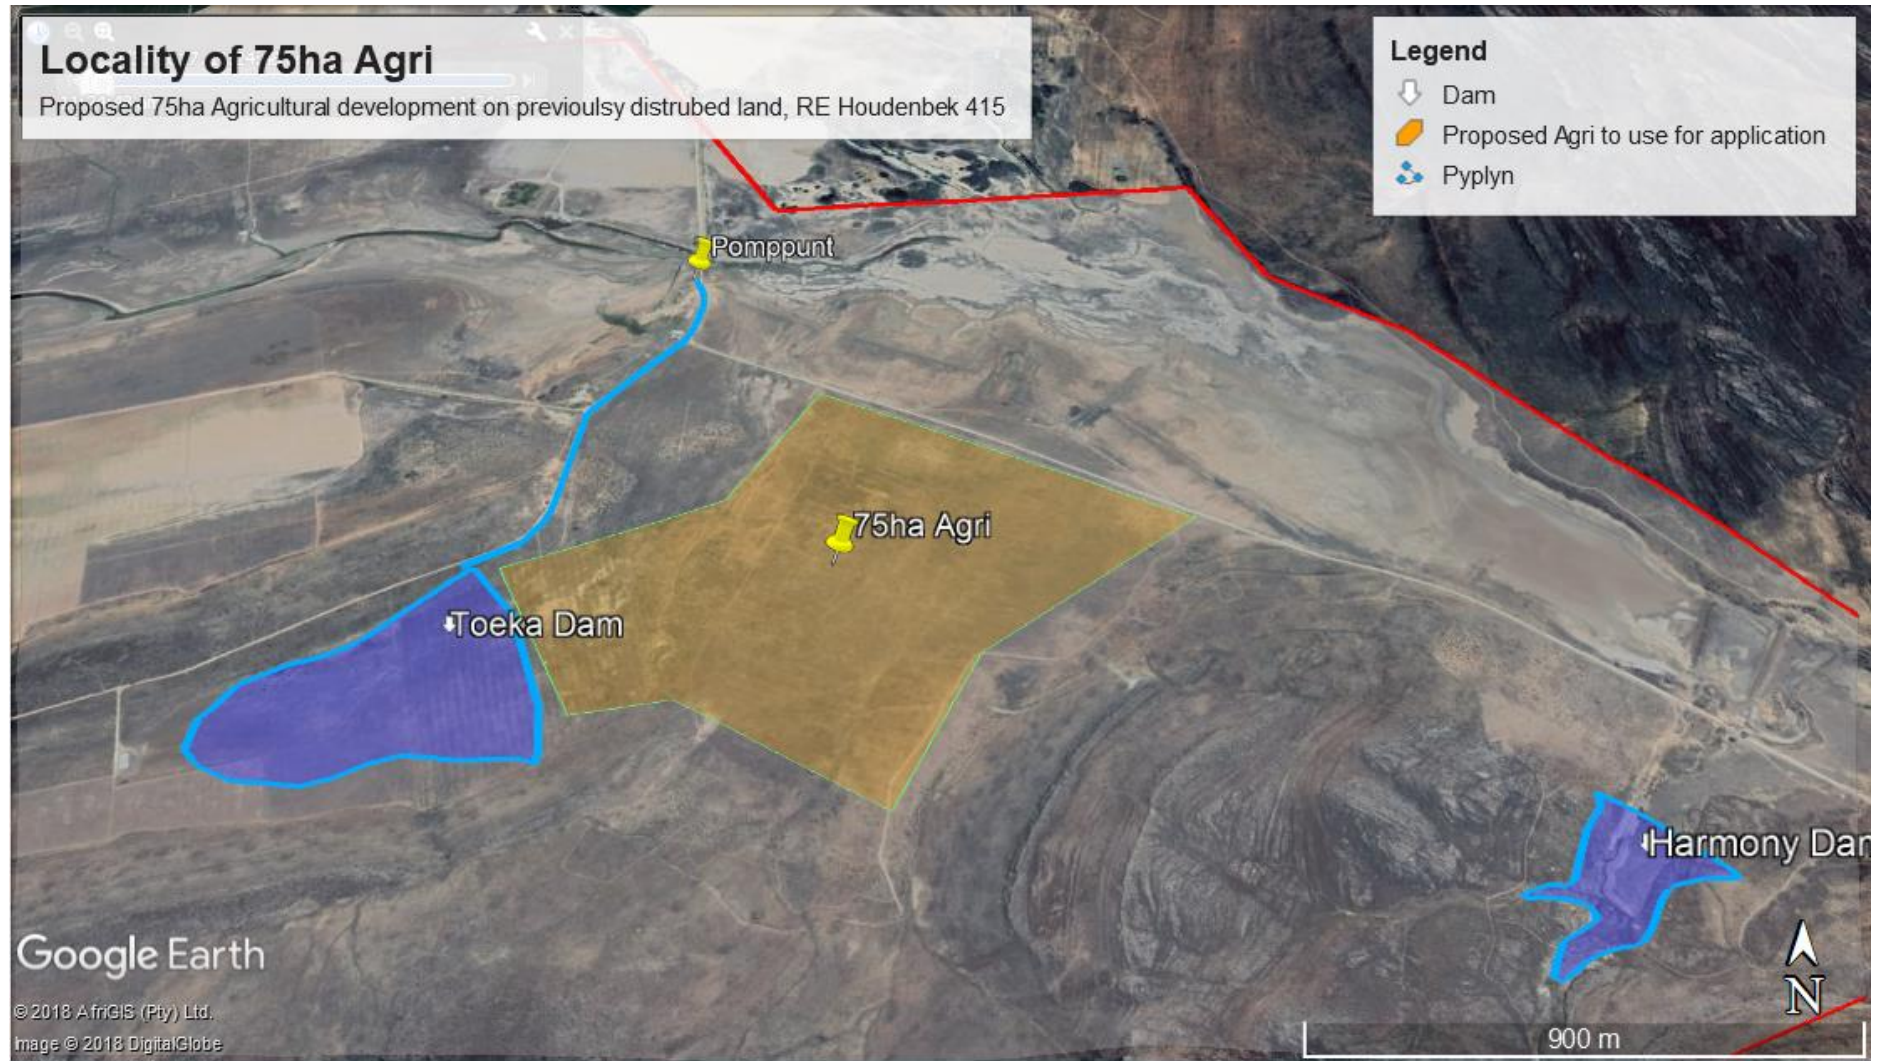 Locality of 75ha Agri
Proposed 75ha Agricultural development on previoulsy distrubed land, RE Houdenbek 415
Legend
Dam
Proposed Agri to use for application
Pyplyn
Pomppunt
75ha Agri
Toeka Dam
Harmony Dam
Google Earth
© 2018 AfriGIS (Pty) Ltd.
Image © 2018 DigitalGlobe
N
900 m